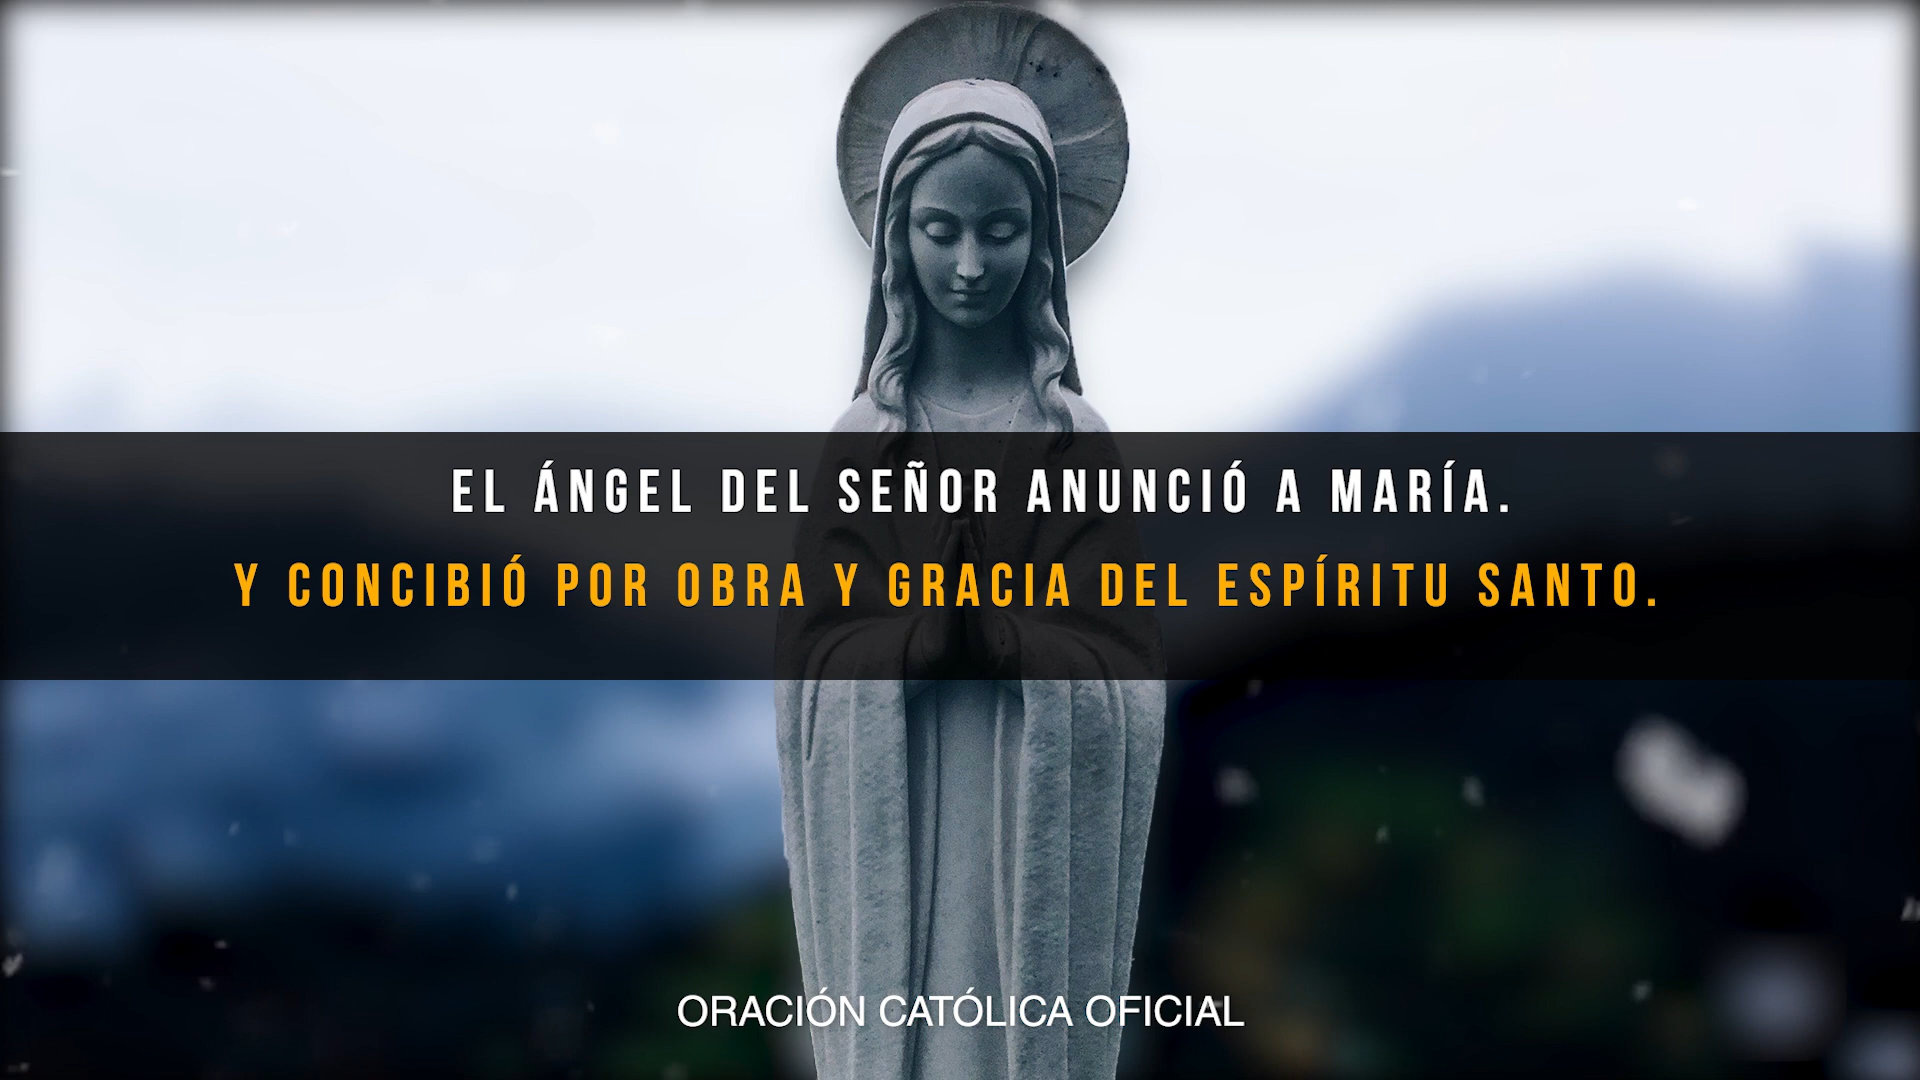 EL ÁNGEL DEL SEÑOR ANUNCIÓ A MARÍA.
Y CONCIBIÓ POR OBRA Y GRACIA DEL ESPÍRITU SANTO.
ORACIÓN CATÓLICA OFICIAL